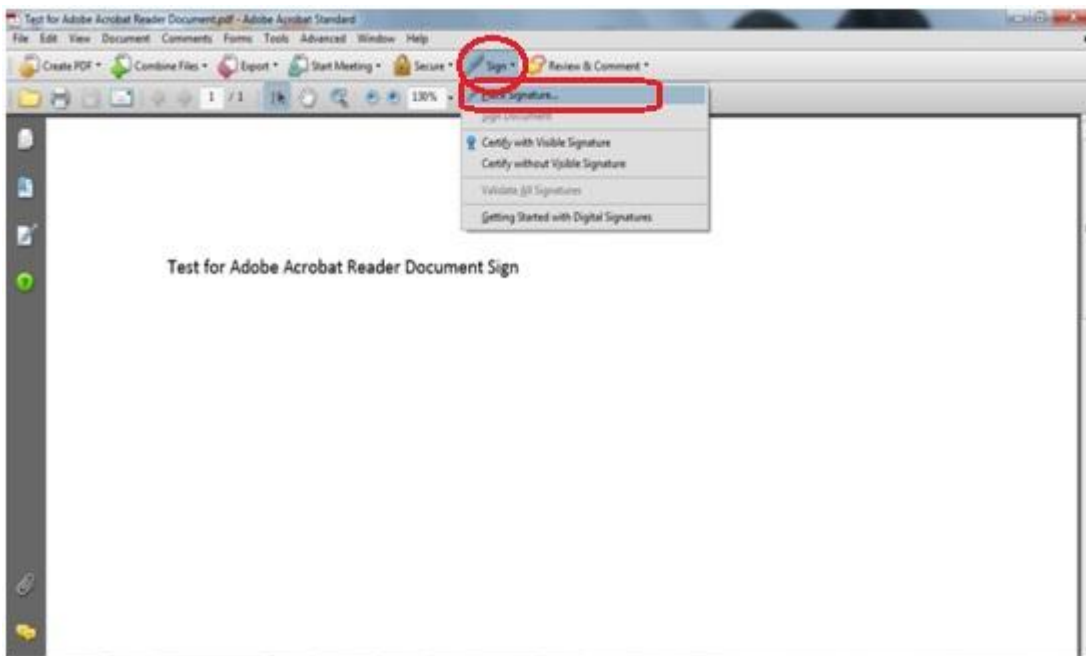 Test for Adobe Acrobat Reader Document.pdf - Adobe Acrobat Standard
File Edit View Document Comments Forms Tools Advanced Window Help
Create PDF Combine Files Export Start Meeting Secure Sign Review & Comment
1 / 1 130%
Place Signature...
Sign Document
Certify with Visible Signature
Certify without Visible Signature
Validate All Signatures
Getting Started with Digital Signatures
Test for Adobe Acrobat Reader Document Sign